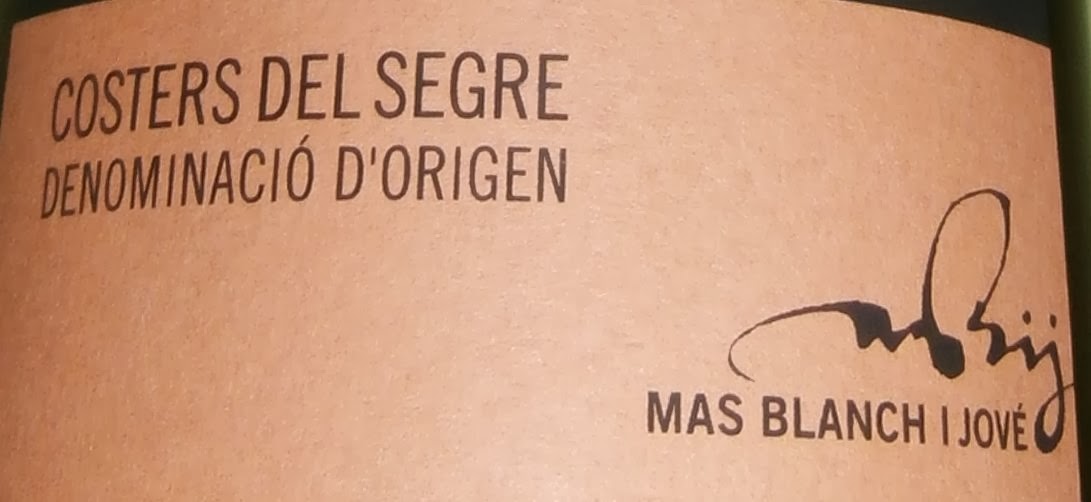 COSTERS DEL SEGRE
DENOMINACIÓ D'ORIGEN
MAS BLANCH I JOVÉ